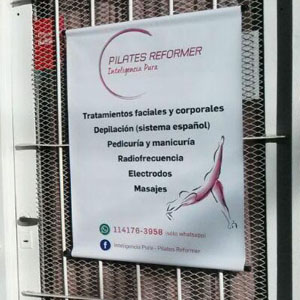 PILATES REFORMER
Inteligencia Pura
Tratamientos faciales y corporales
Depilación (sistema español)
Pedicuría y manicuría
Radiofrecuencia
Electrodos
Masajes
114176-3958 (solo whatsapp)
Inteligencia Pura - Pilates Reformer